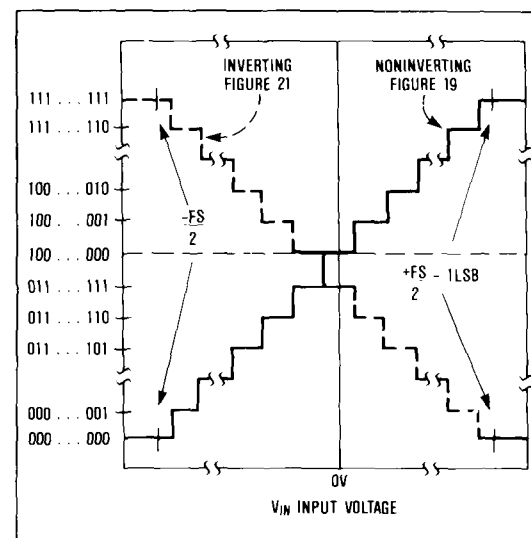 INVERTING
FIGURE 21
NONINVERTING
FIGURE 19
111 . . . 111
111 . . . 110
100 . . . 010
100 . . . 001
100 . . . 000
011 . . . 111
011 . . . 110
011 . . . 101
000 . . . 001
000 . . . 000
-FS
2
+FS
2
- 1LSB
0V
VIN INPUT VOLTAGE